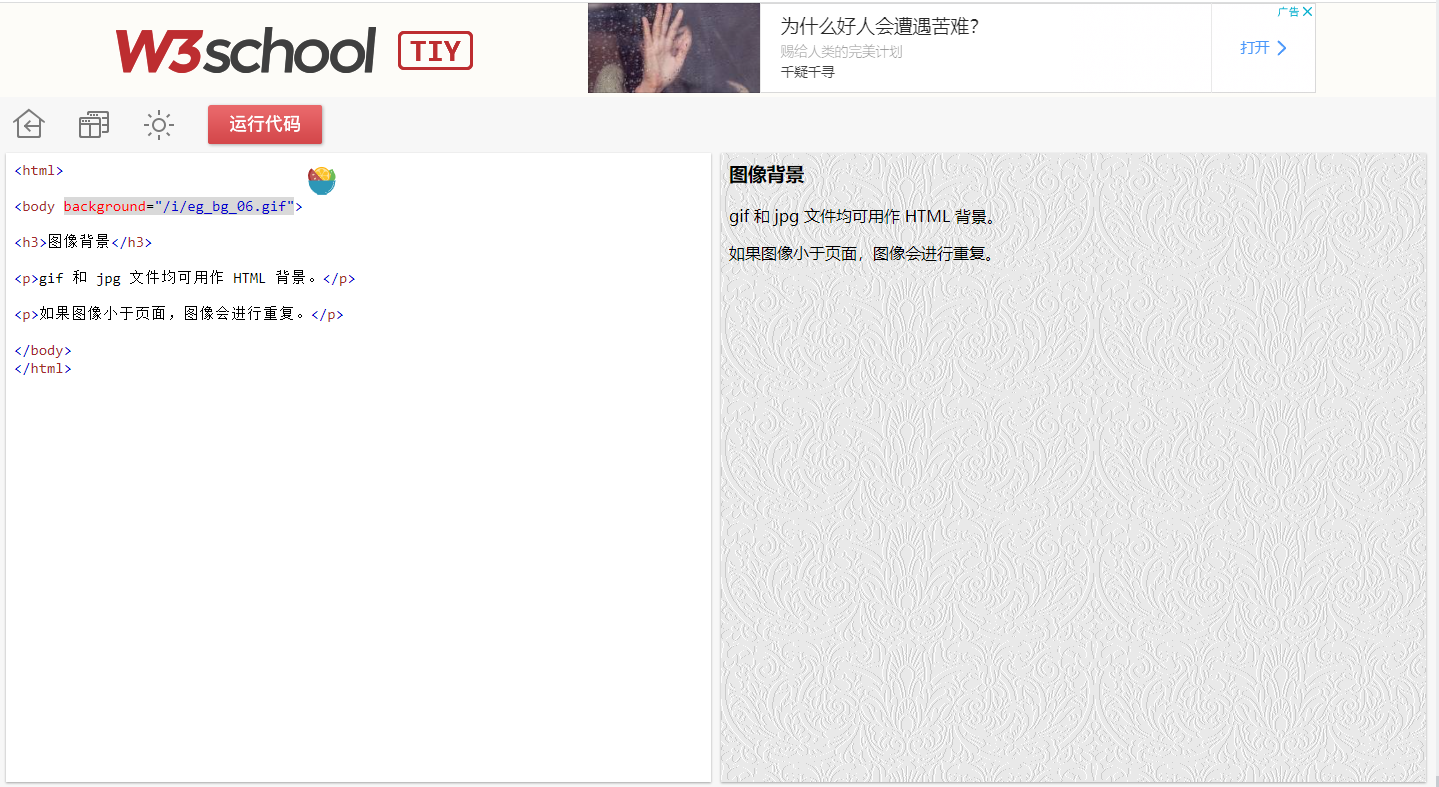 W3school TIY
为什么好人会遭遇苦难?
赐给人类的完美计划
千疑千寻
广告
打开
运行代码
<html>
<body background="/i/eg_bg_06.gif">
<h3>图像背景</h3>
<p>gif 和 jpg 文件均可用作 HTML 背景。</p>
<p>如果图像小于页面，图像会进行重复。</p>
</body>
</html>
图像背景
gif 和 jpg 文件均可用作 HTML 背景。
如果图像小于页面，图像会进行重复。